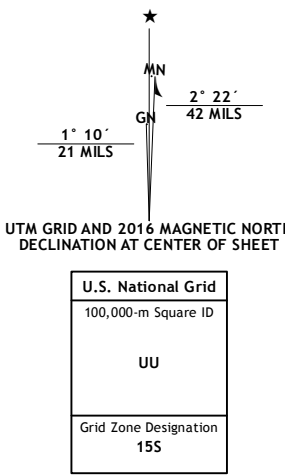 MN
GN
2° 22´
42 MILS
1° 10´
21 MILS
UTM GRID AND 2016 MAGNETIC NORTH
DECLINATION AT CENTER OF SHEET
U.S. National Grid
100,000-m Square ID
UU
Grid Zone Designation
15S